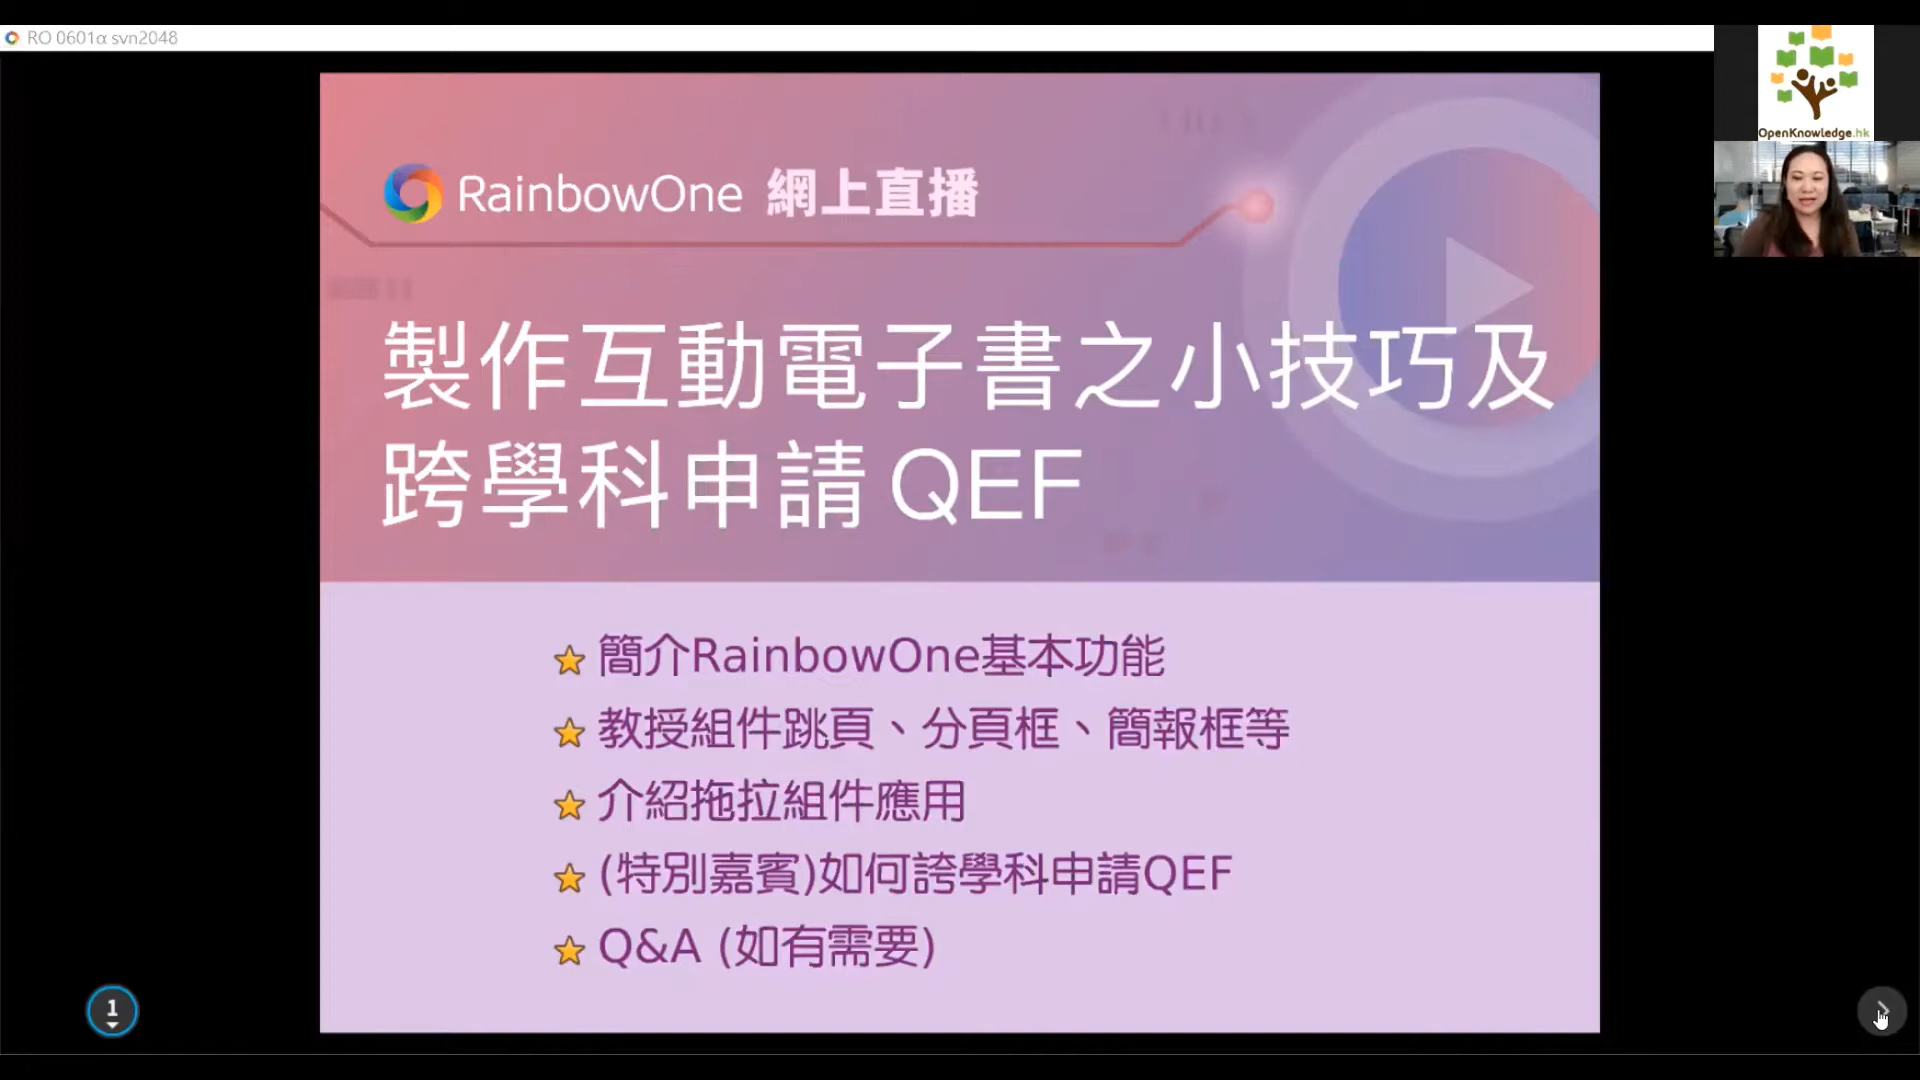 RO 0601α svn2048
OpenKnowledge.hk
RainbowOne 網上直播
製作互動電子書之小技巧及
跨學科申請 QEF
簡介RainbowOne基本功能
教授組件跳頁、分頁框、簡報框等
介紹拖拉組件應用
(特別嘉賓)如何誇學科申請QEF
Q&A (如有需要)
1